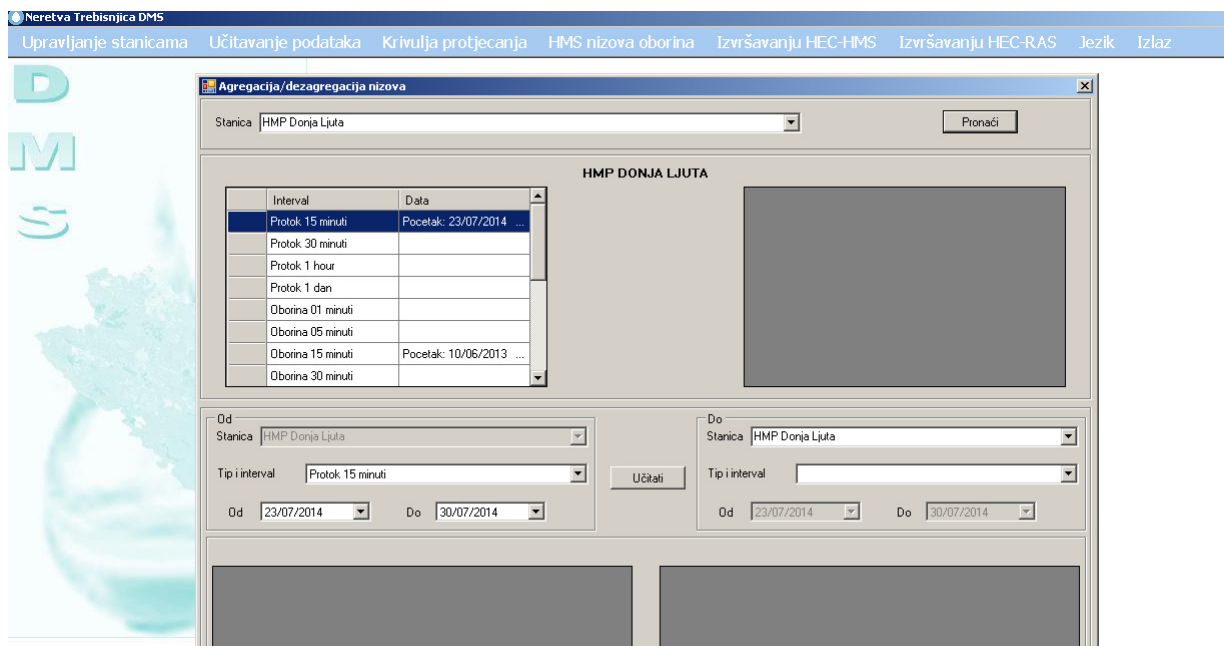 Neretva Trebisnjica DMS
Upravljanje stanicama Učitavanje podataka Krivulja protjecanja HMS nizova oborina Izvršavanju HEC-HMS Izvršavanju HEC-RAS Jezik Izlaz
D
M
S
Agregacija/dezagregacija nizova
Stanica HMP Donja Ljuta Pronaći
HMP DONJA LJUTA
Interval Data
Protok 15 minuti Pocetak: 23/07/2014 ...
Protok 30 minuti
Protok 1 hour
Protok 1 dan
Oborina 01 minuti
Oborina 05 minuti
Oborina 15 minuti Pocetak: 10/06/2013 ...
Oborina 30 minuti
Od Do
Stanica HMP Donja Ljuta Stanica HMP Donja Ljuta
Tip i interval Protok 15 minuti Učitati Tip i interval
Od 23/07/2014 Do 30/07/2014 Od 23/07/2014 Do 30/07/2014